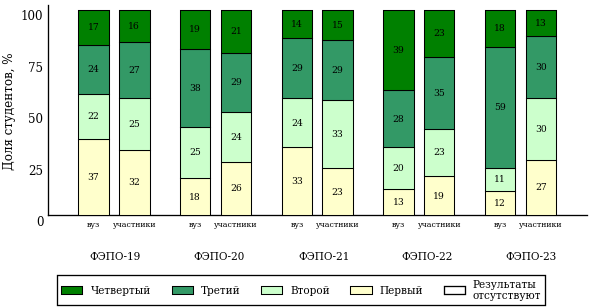 Доля студентов, %
100
75
50
25
0
17 16 19 21 14 15 39 23 18 13
24 27 38 29 29 29 28 35 59 30
22 25 25 24 24 33 20 23 11 30
37 32 18 26 33 23 13 19 12 27
вуз участники вуз участники вуз участники вуз участники вуз участники
ФЭПО-19 ФЭПО-20 ФЭПО-21 ФЭПО-22 ФЭПО-23
Четвертый Третий Второй Первый Результаты
отсутствуют